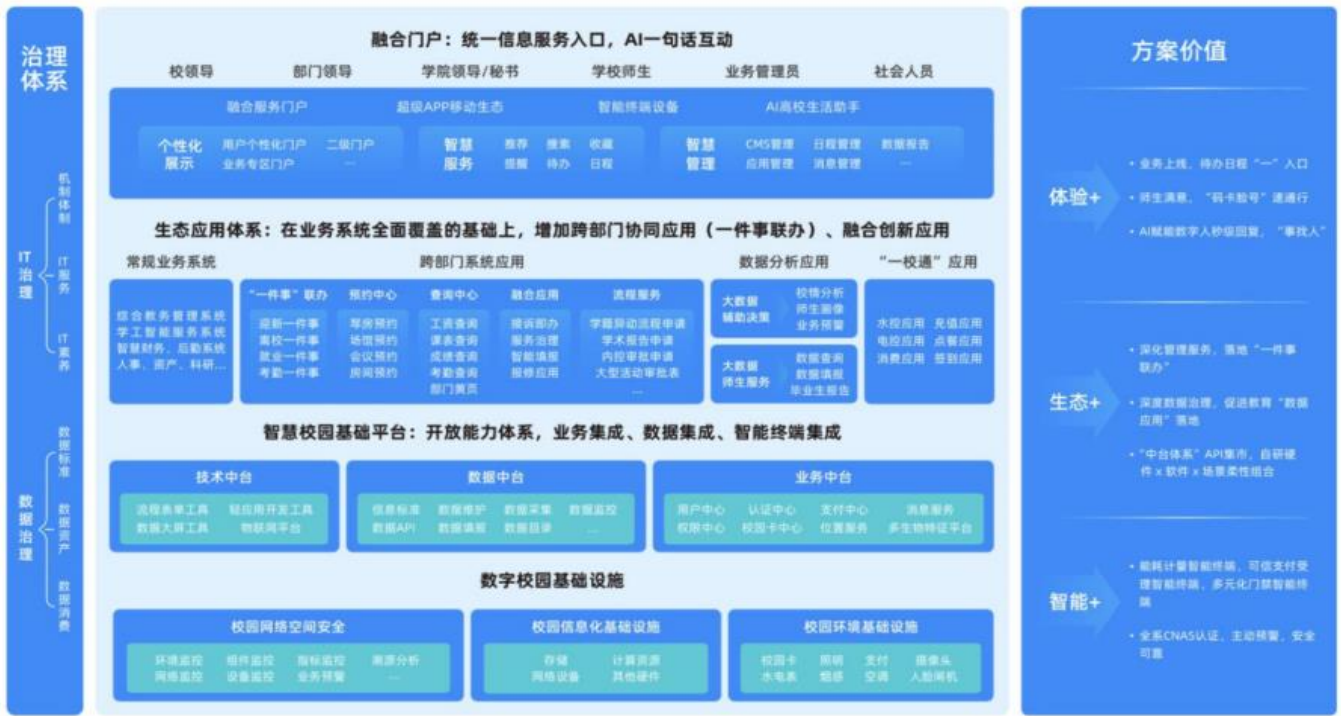 治理
体系
IT
治
理
机制体制
IT服务
IT素养
数据治理
数据标准
数据资产
数据消费
融合门户：统一信息服务入口，AI一句话互动
校领导 部门领导 学院领导/秘书 学校师生 业务管理员 社会人员
融合服务门户 超级APP移动生态 智能终端设备 AI高校生活助手
个性化
展示
用户个性化门户 二级门户
业务专区门户 ...
智慧
服务
推荐 搜索 收藏
提醒 待办 日程
智慧
管理
CMS管理 日程管理 数据报告
应用管理 消息管理 ...
生态应用体系：在业务系统全面覆盖的基础上，增加跨部门协同应用（一件事联办）、融合创新应用
常规业务系统 跨部门系统应用 数据分析应用 “一校通”应用
综合教务管理系统
学工智能服务系统
智慧财务、后勤系统
人事、资产、科研...
“一件事”联办
迎新一件事
离校一件事
就业一件事
考勤一件事
预约中心
琴房预约
场馆预约
会议预约
房间预约
查询中心
工资查询
课表查询
成绩查询
考勤查询
部门黄页
融合应用
接诉即办
服务治理
智能填报
报修应用
流程服务
学籍异动流程申请
学术报告申请
内控审批申请
大型活动审批表
...
大数据
辅助决策
校情分析
师生画像
业务预警
大数据
师生服务
数据查询
数据填报
毕业生报告
水控应用 充值应用
电控应用 点餐应用
消费应用 签到应用
智慧校园基础平台：开放能力体系，业务集成、数据集成、智能终端集成
技术中台
流程表单工具 轻应用开发工具
数据大屏工具 物联网平台
数据中台
信息标准 数据维护 数据采集 数据监控
数据API 数据填报 数据目录 ...
业务中台
用户中心 认证中心 支付中心 消息服务
权限中心 校园卡中心 位置服务 多生物特征平台
数字校园基础设施
校园网络空间安全
环境监控 组件监控 指标监控 溯源分析
网络监控 设备监控 业务预警 ...
校园信息化基础设施
存储 计算资源
网络设备 其他硬件
校园环境基础设施
校园卡 照明 支付 摄像头
水电表 烟感 空调 人脸闸机
方案价值
体验+
• 业务上线，待办日程“一”入口
• 师生满意，“码卡脸号”速通行
• AI赋能数字人秒级回复，“事找人”
生态+
• 深化管理服务，落地“一件事
联办”
• 深度数据治理，促进教育“数据
应用”落地
• “中台体系”API集市，自研硬
件 x 软件 x 场景柔性组合
智能+
• 能耗计量智能终端，可信支付受
理智能终端，多元化门禁智能终
端
• 全系CNAS认证，主动预警，安全
可靠